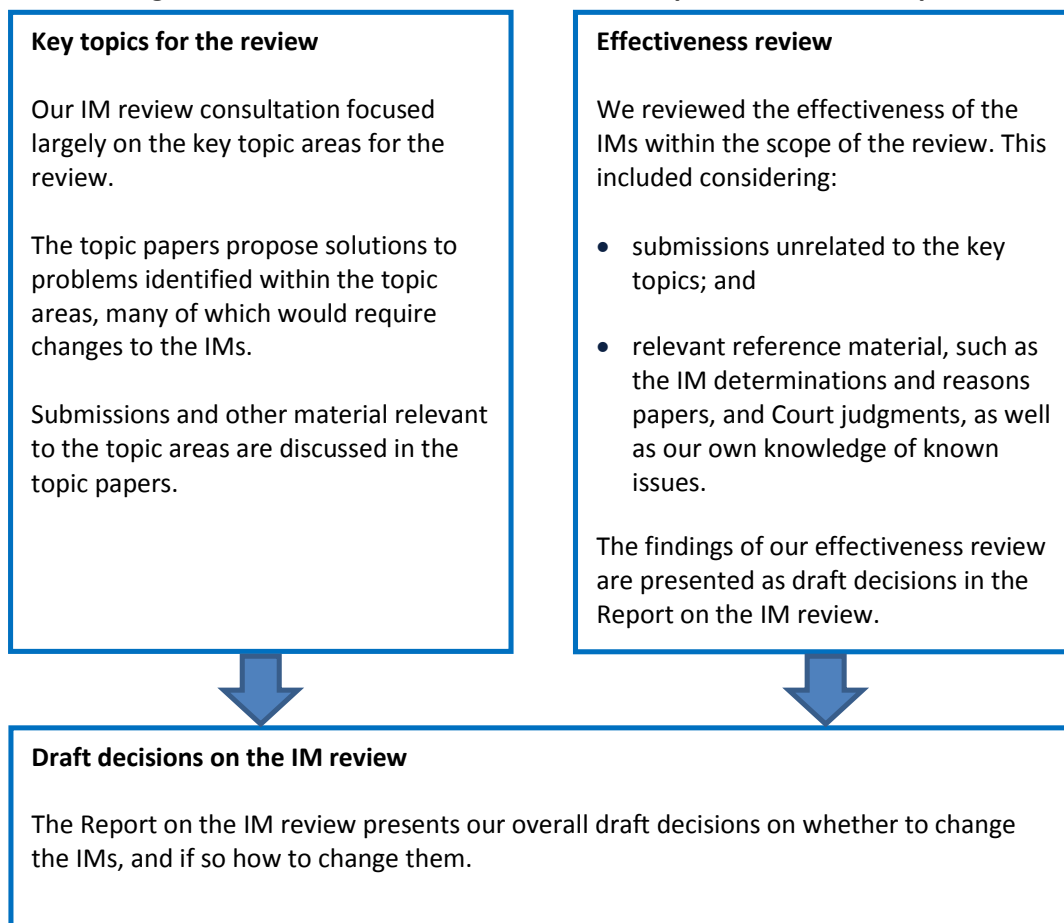 Key topics for the review
Our IM review consultation focused
largely on the key topic areas for the
review.
The topic papers propose solutions to
problems identified within the topic
areas, many of which would require
changes to the IMs.
Submissions and other material relevant
to the topic areas are discussed in the
topic papers.
Effectiveness review
We reviewed the effectiveness of the
IMs within the scope of the review. This
included considering:
• submissions unrelated to the key
topics; and
• relevant reference material, such as
the IM determinations and reasons
papers, and Court judgments, as well
as our own knowledge of known
issues.
The findings of our effectiveness review
are presented as draft decisions in the
Report on the IM review.
Draft decisions on the IM review
The Report on the IM review presents our overall draft decisions on whether to change
the IMs, and if so how to change them.